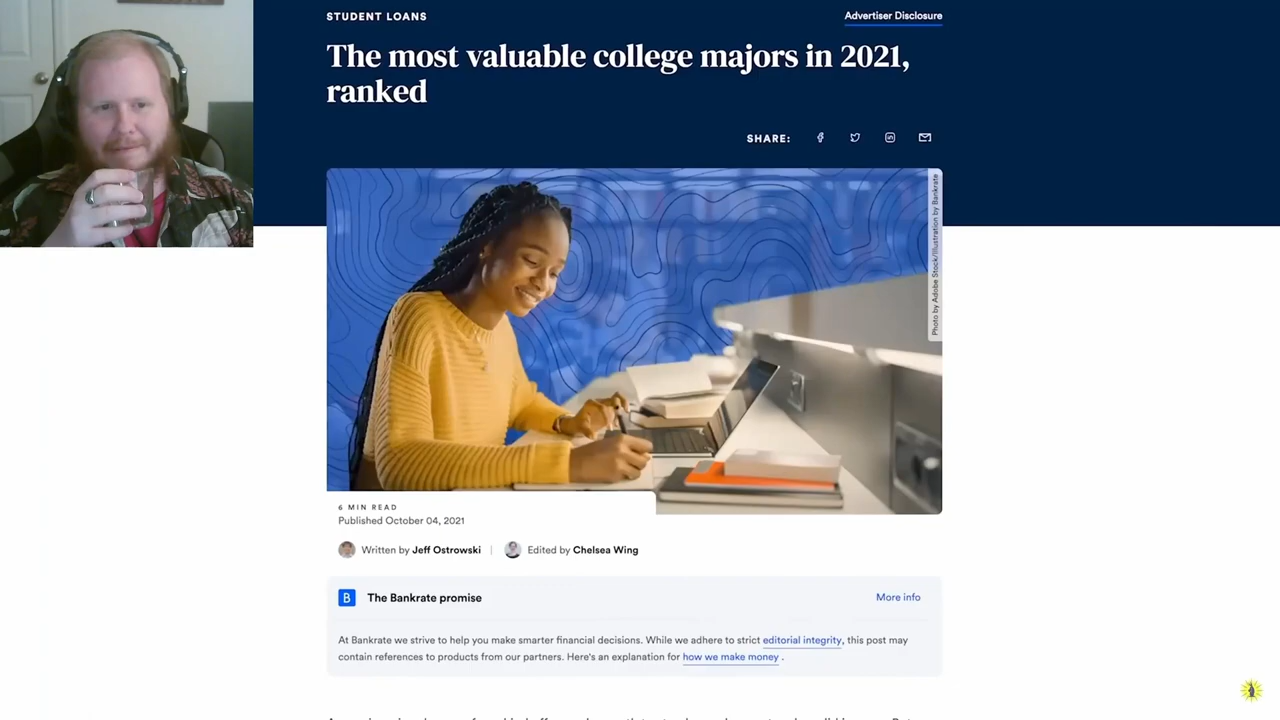 STUDENT LOANS
Advertiser Disclosure
The most valuable college majors in 2021,
ranked
SHARE:
Photo by Adobe Stock/Illustration by Bankrate
6 MIN READ
Published October 04, 2021
Written by Jeff Ostrowski | Edited by Chelsea Wing
B The Bankrate promise
More info
At Bankrate we strive to help you make smarter financial decisions. While we adhere to strict editorial integrity, this post may
contain references to products from our partners. Here's an explanation for how we make money .